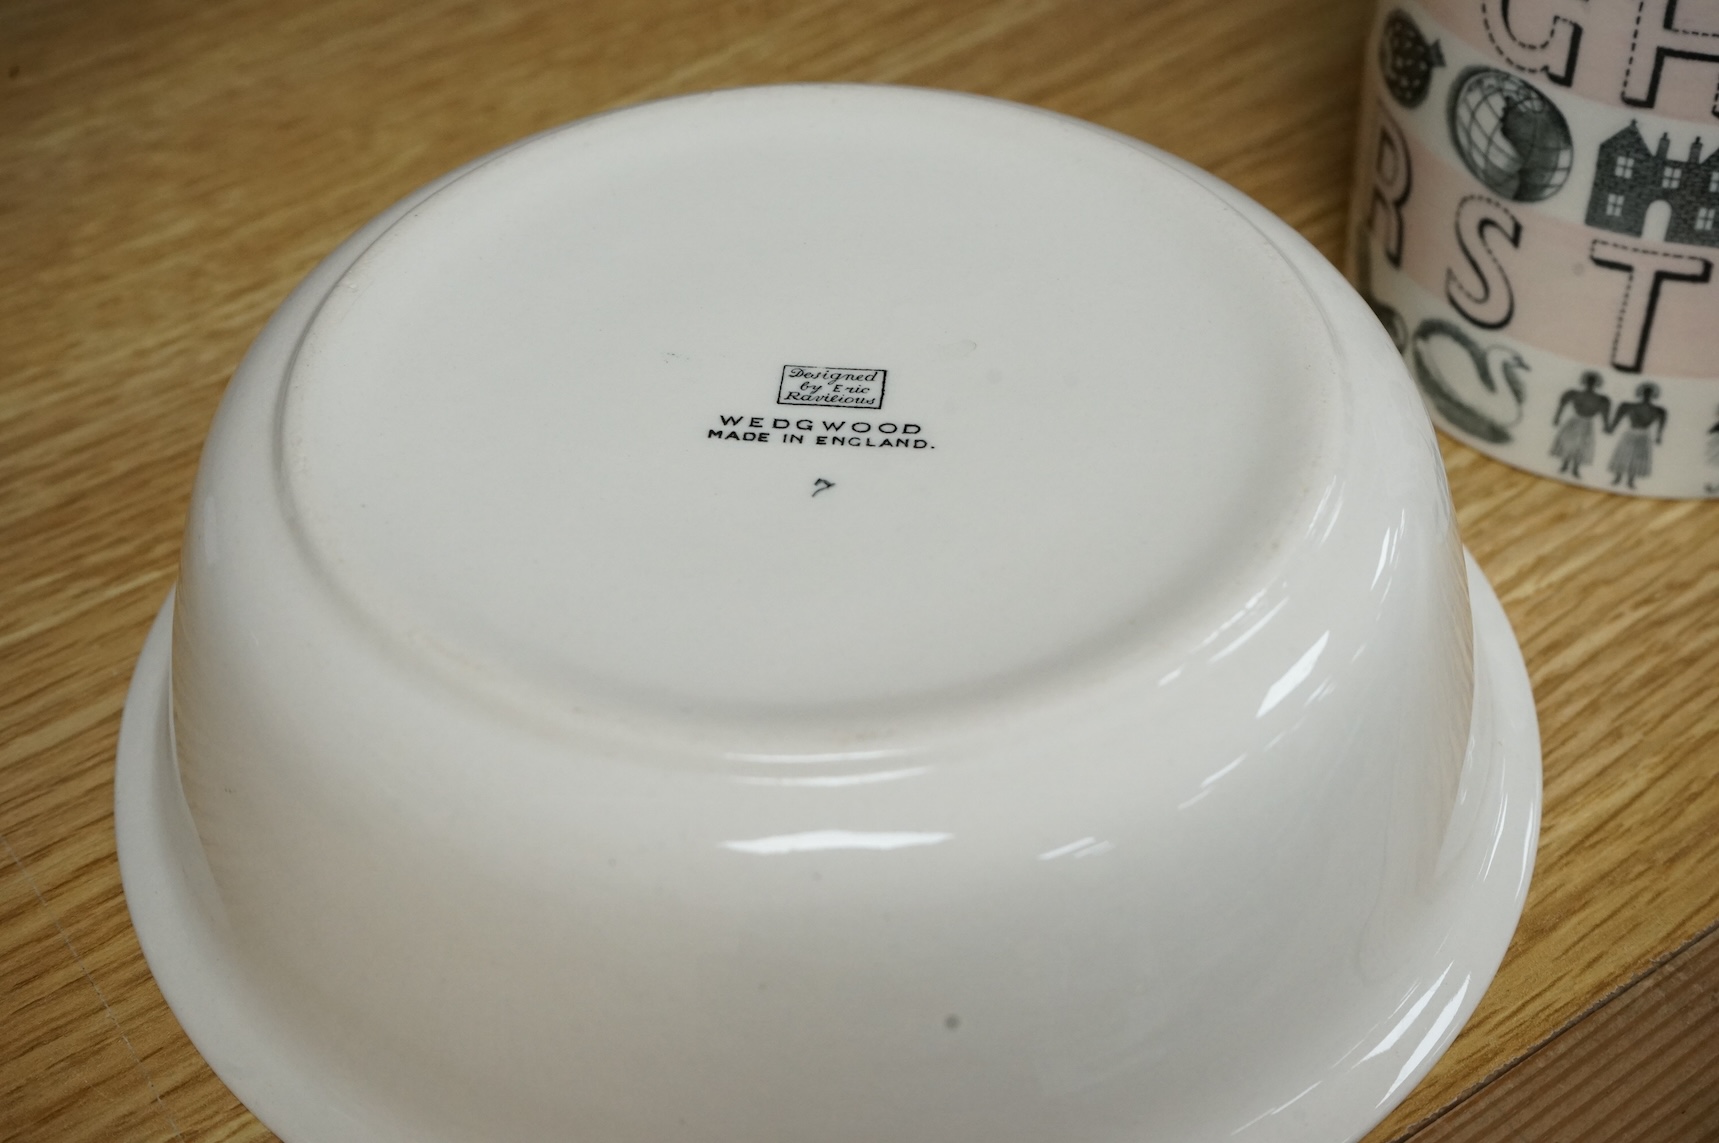 Designed
by Eric
Ravilious
WEDGWOOD
MADE IN ENGLAND.
7
G H
R S T